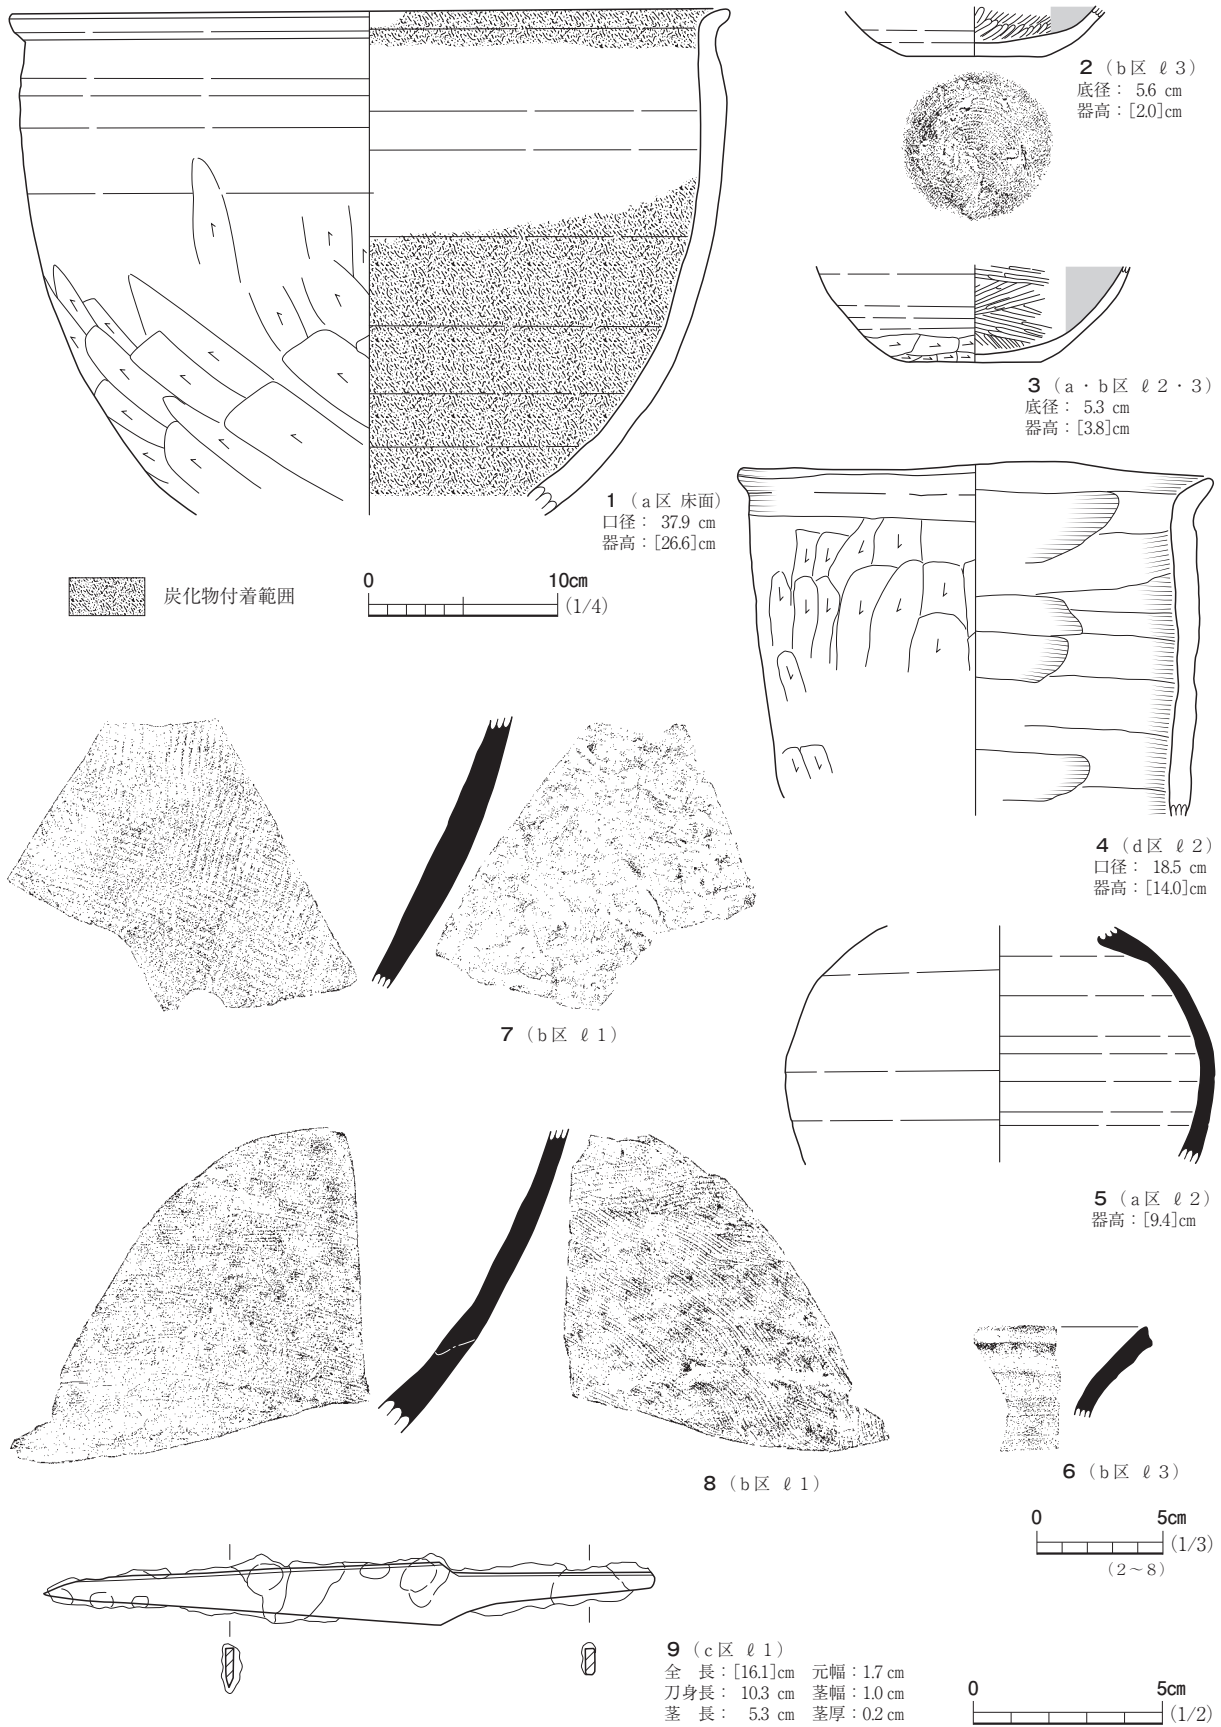 1 (a区 床面)
口径： 37.9 cm
器高：[26.6]cm
炭化物付着範囲
0 10cm
(1/4)
2 (b区 ℓ3)
底径： 5.6 cm
器高：[2.0]cm
3 (a・b区 ℓ2・3)
底径： 5.3 cm
器高：[3.8]cm
4 (d区 ℓ2)
口径： 18.5 cm
器高：[14.0]cm
7 (b区 ℓ1)
5 (a区 ℓ2)
器高：[9.4]cm
8 (b区 ℓ1)
6 (b区 ℓ3)
0 5cm
(1/3)
(2～8)
9 (c区 ℓ1)
全 長：[16.1]cm 元幅：1.7 cm
刀身長： 10.3 cm 茎幅：1.0 cm
茎 長： 5.3 cm 茎厚：0.2 cm
0 5cm
(1/2)